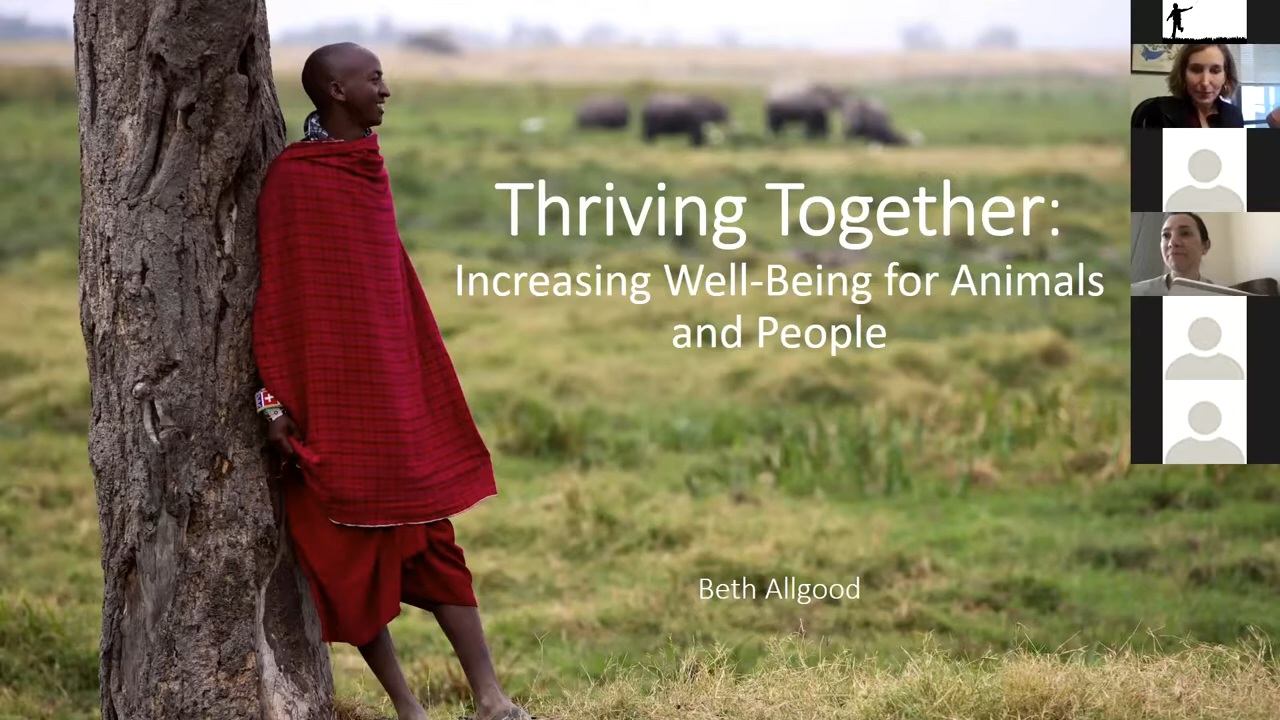 Thriving Together:
Increasing Well-Being for Animals
and People
Beth Allgood